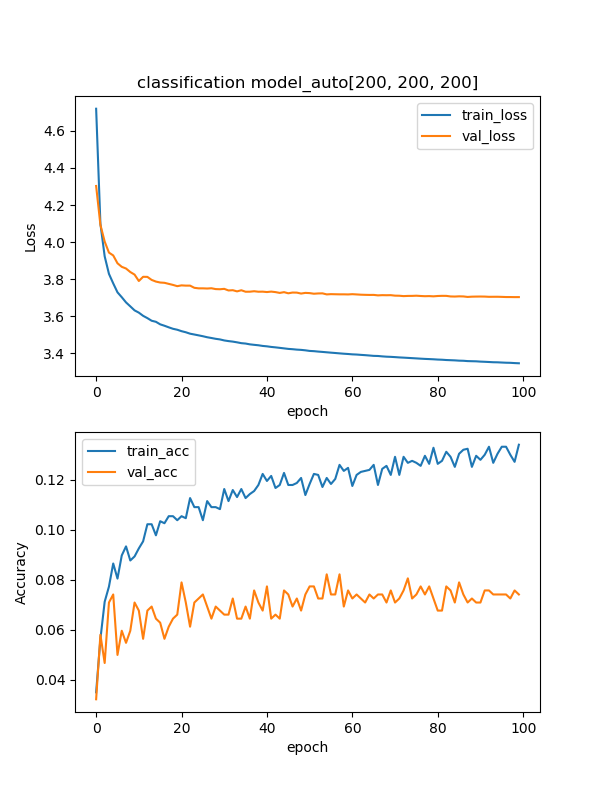 classification model_auto[200, 200, 200]
train_loss
val_loss
Loss
4.6
4.4
4.2
4.0
3.8
3.6
3.4
0 20 40 60 80 100
epoch
train_acc
val_acc
Accuracy
0.12
0.10
0.08
0.06
0.04
0 20 40 60 80 100
epoch